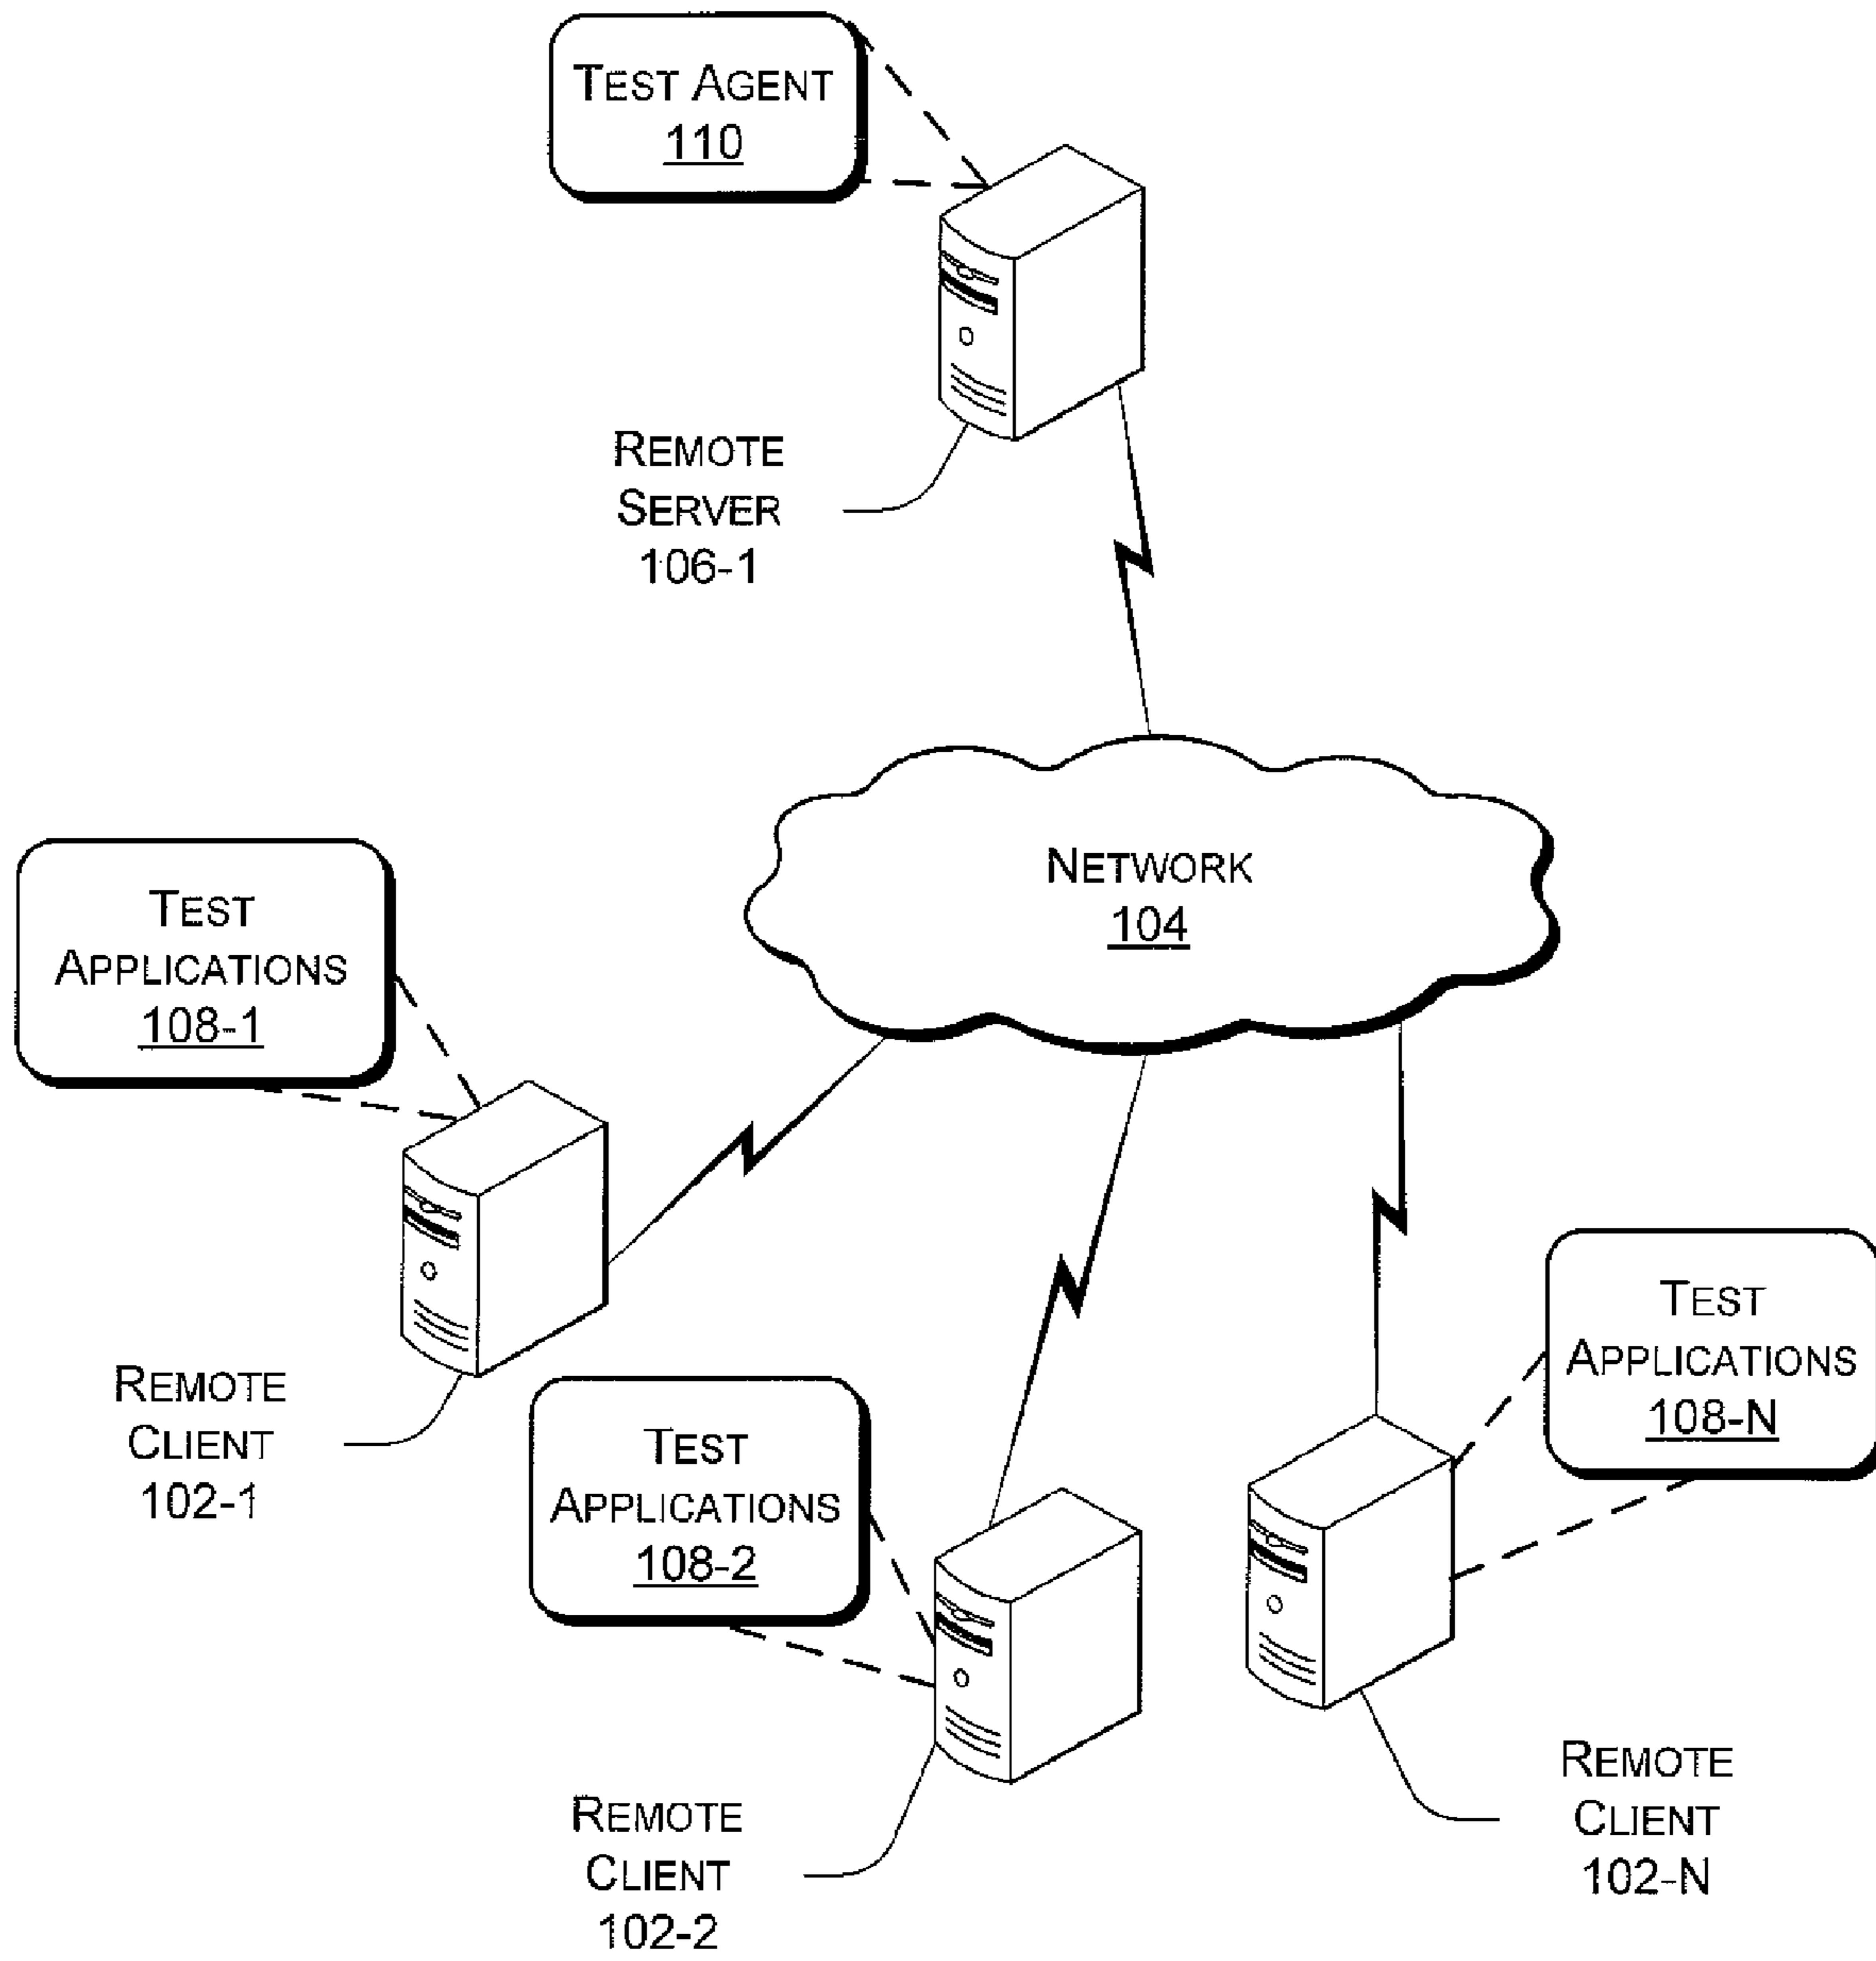 TEST AGENT
110
REMOTE
SERVER
106-1
NETWORK
104
TEST
APPLICATIONS
108-1
REMOTE
CLIENT
102-1
TEST
APPLICATIONS
108-2
REMOTE
CLIENT
102-2
TEST
APPLICATIONS
108-N
REMOTE
CLIENT
102-N